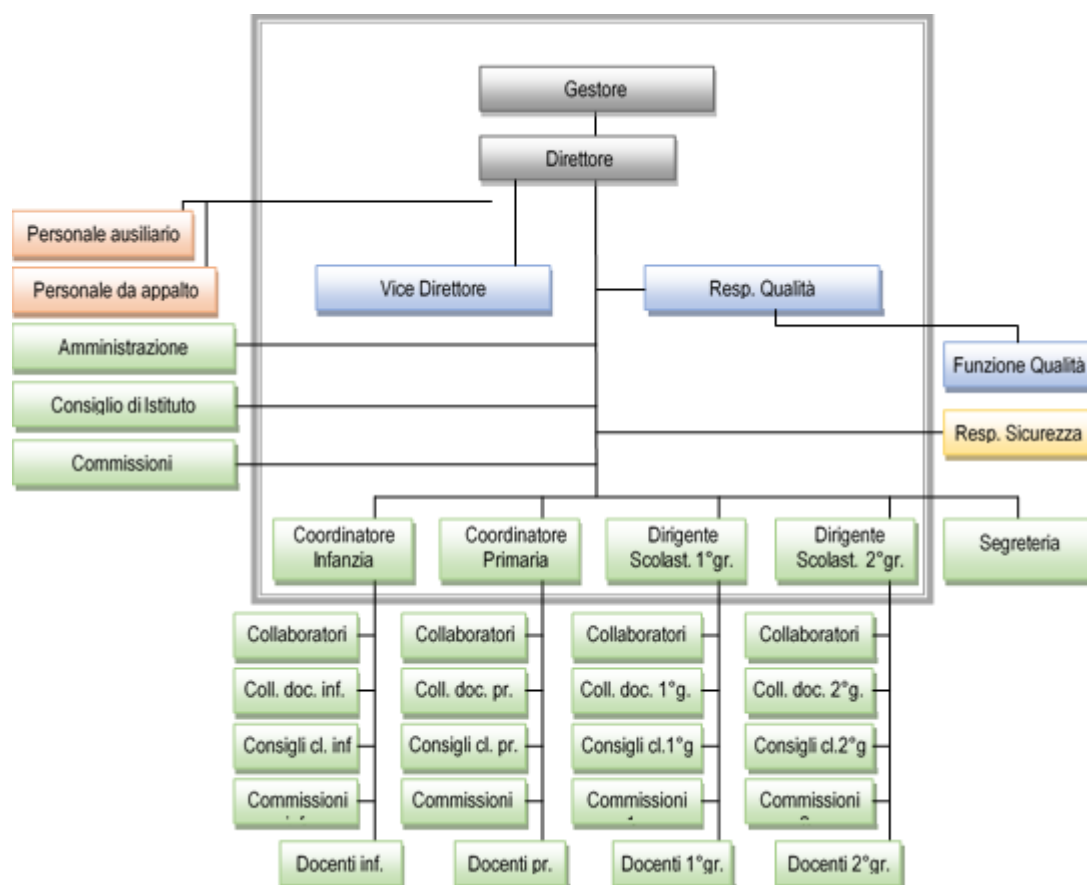 Gestore
Direttore
Personale ausiliario
Personale da appalto
Vice Direttore
Resp. Qualità
Amministrazione
Funzione Qualità
Consiglio di Istituto
Resp. Sicurezza
Commissioni
Coordinatore
Infanzia
Coordinatore
Primaria
Dirigente
Scolast. 1°gr.
Dirigente
Scolast. 2°gr.
Segreteria
Collaboratori
Collaboratori
Collaboratori
Collaboratori
Coll. doc. inf.
Coll. doc. pr.
Coll. doc. 1°g.
Coll. doc. 2°g.
Consigli cl. inf
Consigli cl. pr.
Consigli cl.1°g
Consigli cl.2°g
Commissioni
Commissioni
Commissioni
Commissioni
Docenti inf.
Docenti pr.
Docenti 1°gr.
Docenti 2°gr.